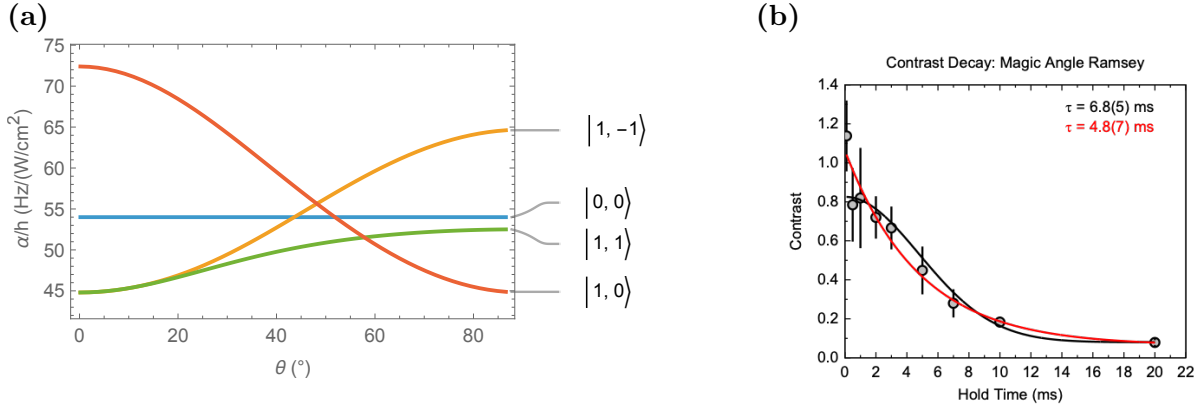 (a)
75
70
65
60
55
50
45
α/h (Hz/(W/cm²)
0 20 40 60 80
θ (°)
|1, −1⟩
|0, 0⟩
|1, 1⟩
|1, 0⟩
(b)
Contrast Decay: Magic Angle Ramsey
τ = 6.8(5) ms
τ = 4.8(7) ms
1.4
1.2
1.0
0.8
0.6
0.4
0.2
0.0
Contrast
0 2 4 6 8 10 12 14 16 18 20 22
Hold Time (ms)